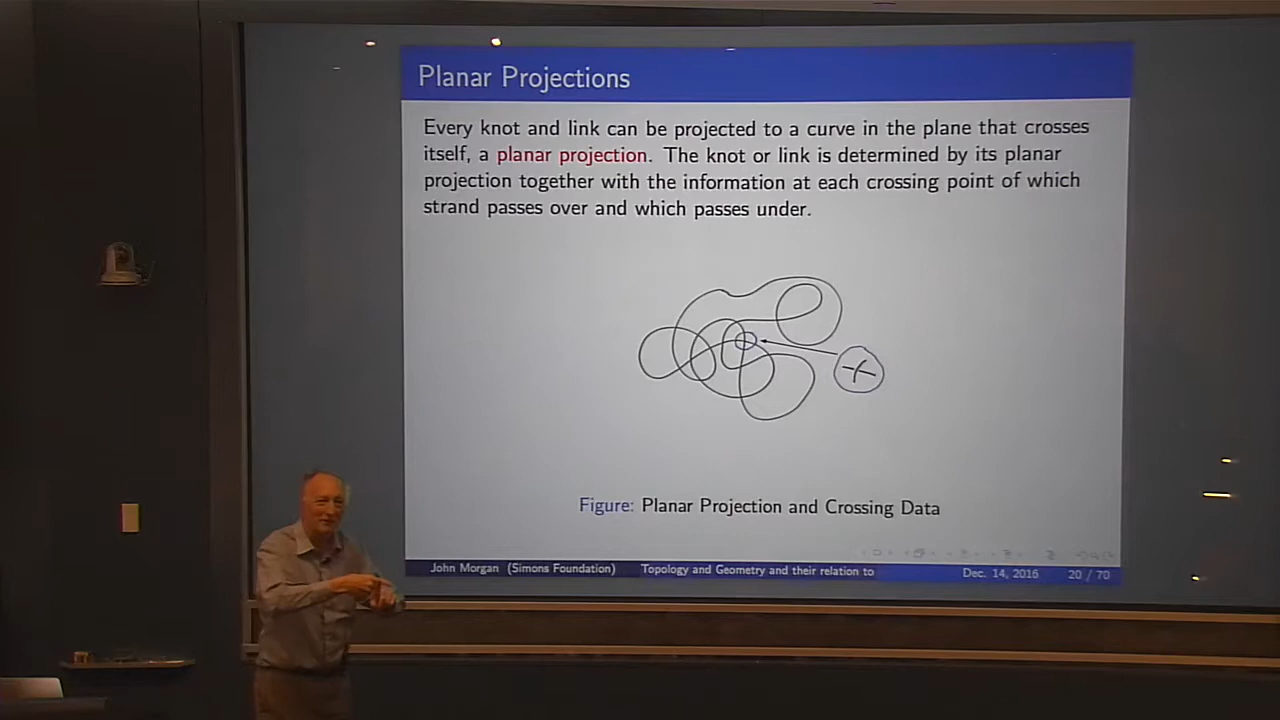 Planar Projections
Every knot and link can be projected to a curve in the plane that crosses
itself, a planar projection. The knot or link is determined by its planar
projection together with the information at each crossing point of which
strand passes over and which passes under.
Figure: Planar Projection and Crossing Data
John Morgan (Simons Foundation) Topology and Geometry and their relation to Dec. 14, 2016 20 / 70